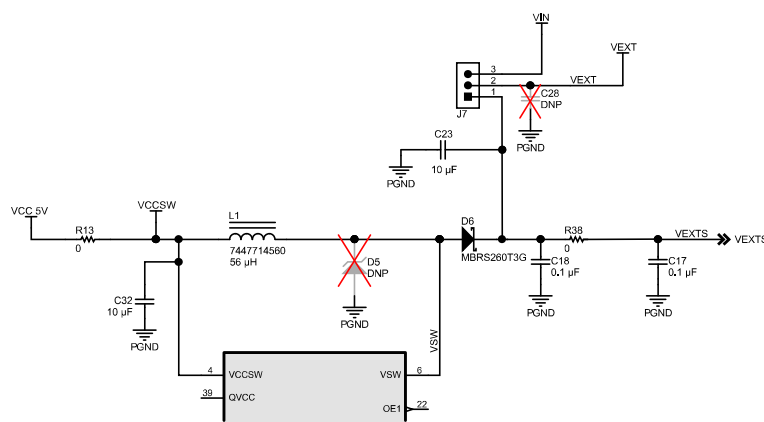 VIN
VEXT
3
2
VEXT
1
J7
C28
DNP
PGND
C23
10 µF
PGND
VCC 5V
VCCSW
R13
0
L1
7447714560
56 µH
D5
DNP
PGND
D6
MBRS260T3G
R38
0
VEXTS
VEXTS
C18
0.1 µF
PGND
C17
0.1 µF
PGND
C32
10 µF
PGND
VSW
4
VCCSW
VSW
6
39
QVCC
OE1
22